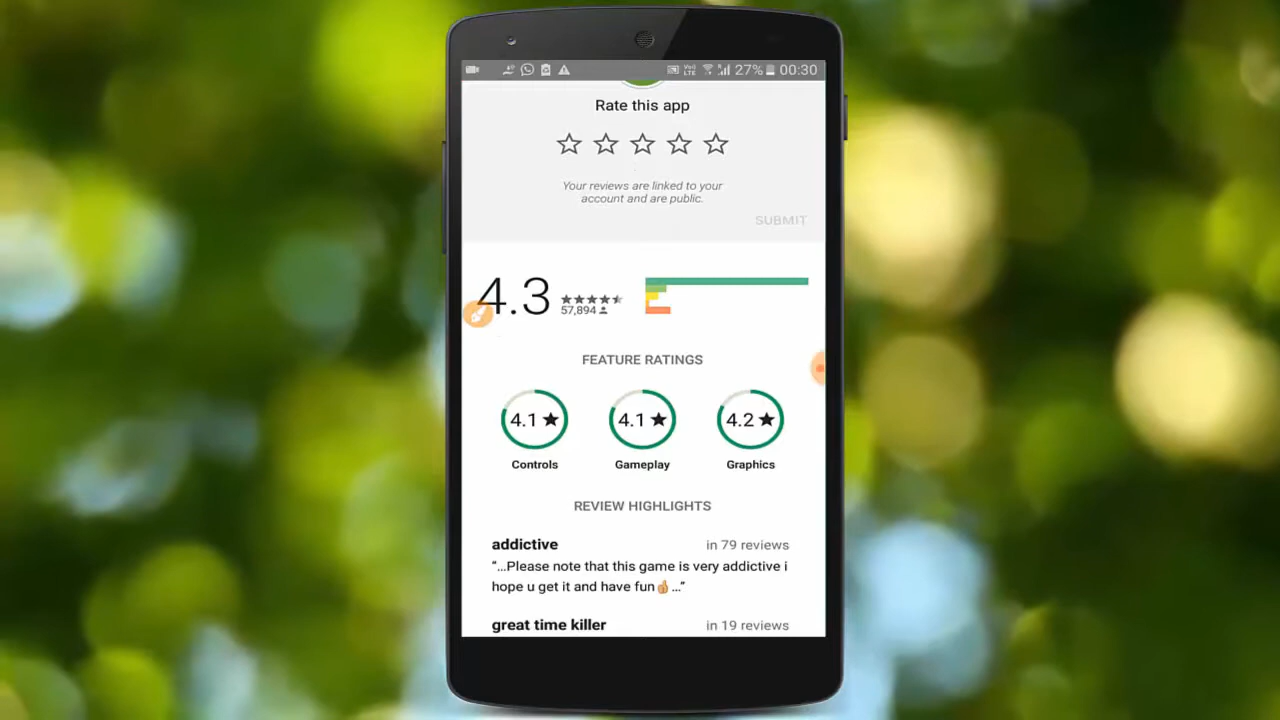 VoLTE 27% 00:30
Rate this app
Your reviews are linked to your
account and are public.
SUBMIT
4.3
57,894
FEATURE RATINGS
4.1 4.1 4.2
Controls Gameplay Graphics
REVIEW HIGHLIGHTS
addictive in 79 reviews
“...Please note that this game is very addictive i
hope u get it and have fun👍...”
great time killer in 19 reviews